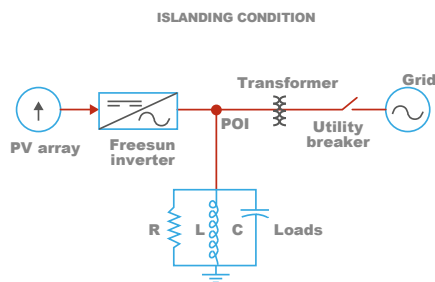 ISLANDING CONDITION
Transformer
Grid
POI
Utility
breaker
PV array
Freesun
inverter
R
L
C
Loads